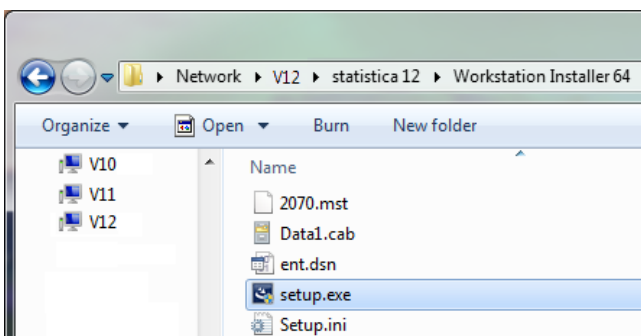 Network ▸ V12 ▸ statistica 12 ▸ Workstation Installer 64
Organize Open Burn New folder
V10
V11
V12
Name
2070.mst
Data1.cab
ent.dsn
setup.exe
Setup.ini